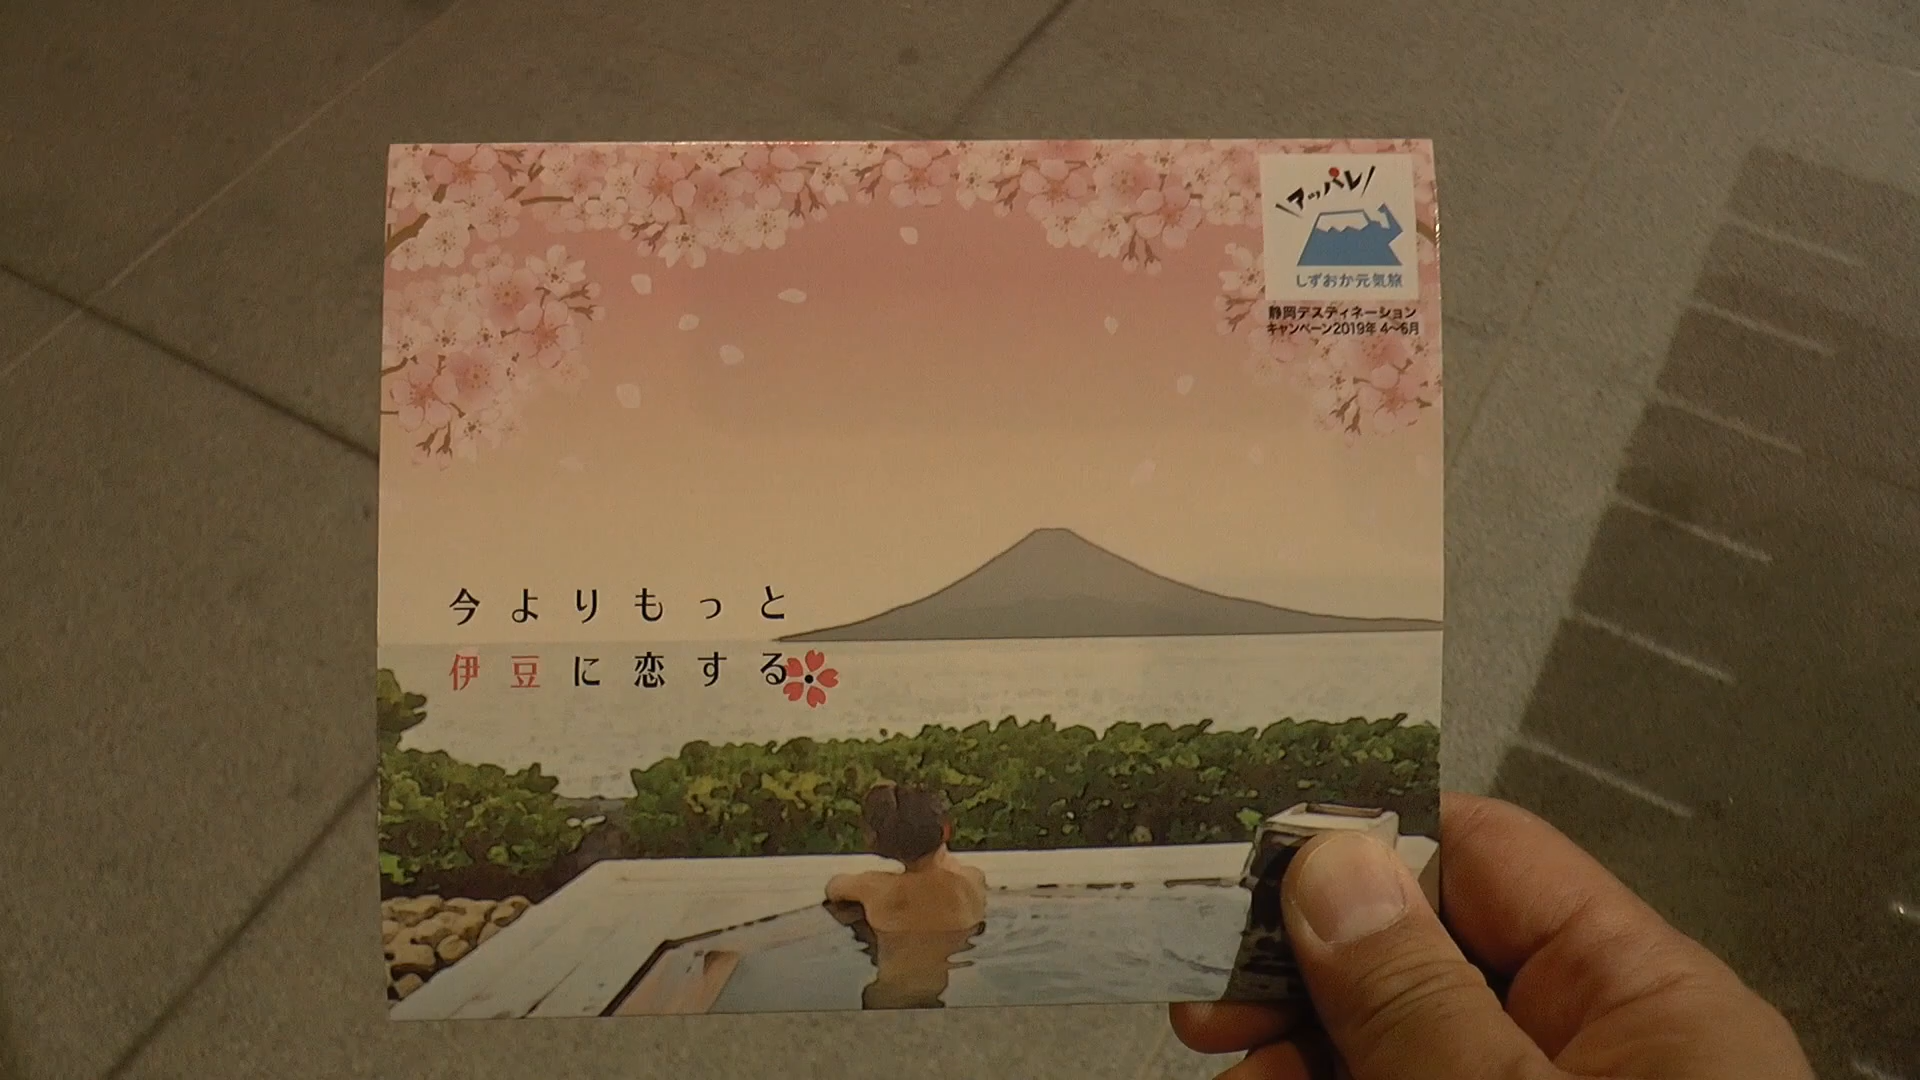 アッパレ
しずおか元気旅
静岡デスティネーション
キャンペーン2019年 4~6月
今よりもっと
伊豆に恋する